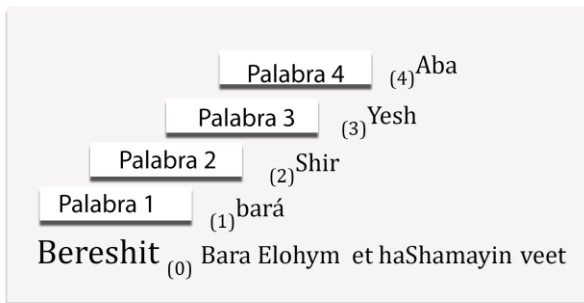 Palabra 4 (4)Aba
Palabra 3 (3)Yesh
Palabra 2 (2)Shir
Palabra 1 (1)bará
Bereshit (0) Bara Elohym et haShamayin veet